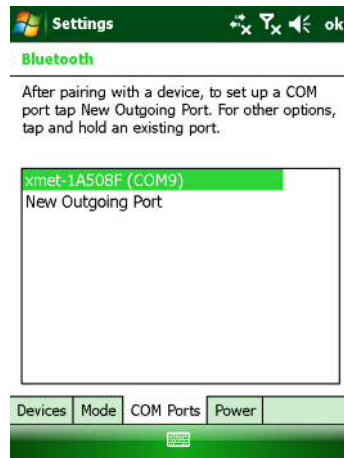 Settings
ok
Bluetooth
After pairing with a device, to set up a COM
port tap New Outgoing Port. For other options,
tap and hold an existing port.
xmet-1A508F (COM9)
New Outgoing Port
Devices Mode COM Ports Power